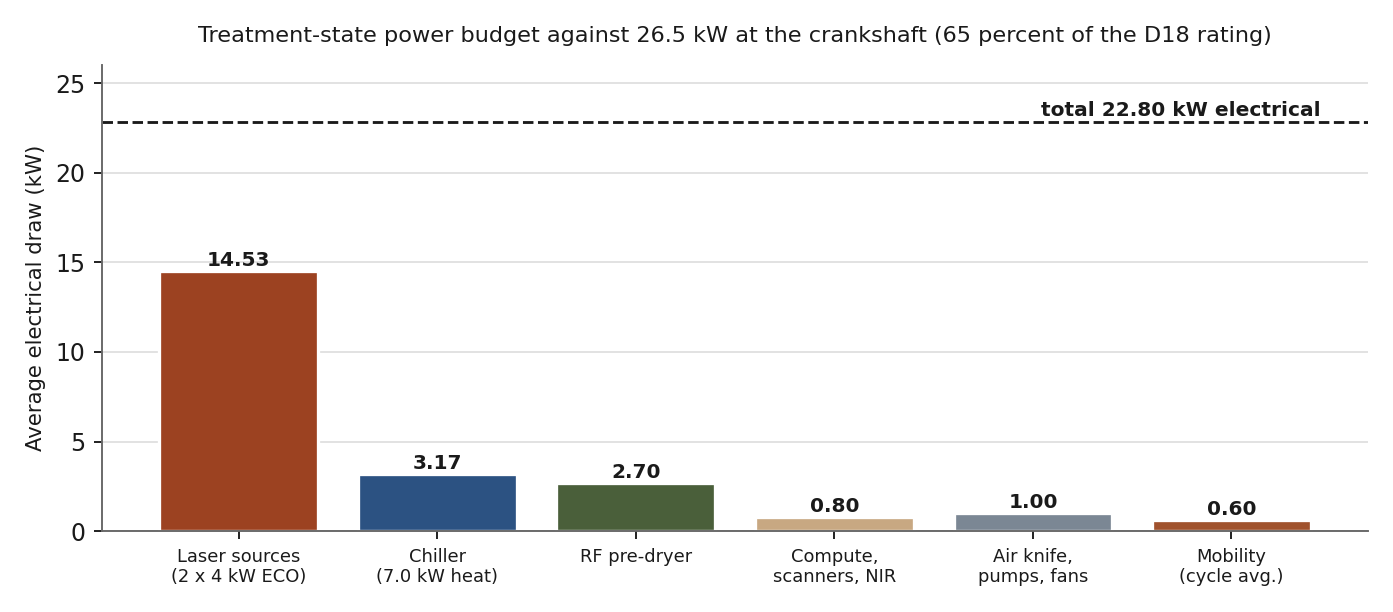 Treatment-state power budget against 26.5 kW at the crankshaft (65 percent of the D18 rating)
Average electrical draw (kW)
25
20
15
10
5
0
total 22.80 kW electrical
14.53
3.17
2.70
0.80
1.00
0.60
Laser sources
(2 x 4 kW ECO)
Chiller
(7.0 kW heat)
RF pre-dryer
Compute,
scanners, NIR
Air knife,
pumps, fans
Mobility
(cycle avg.)